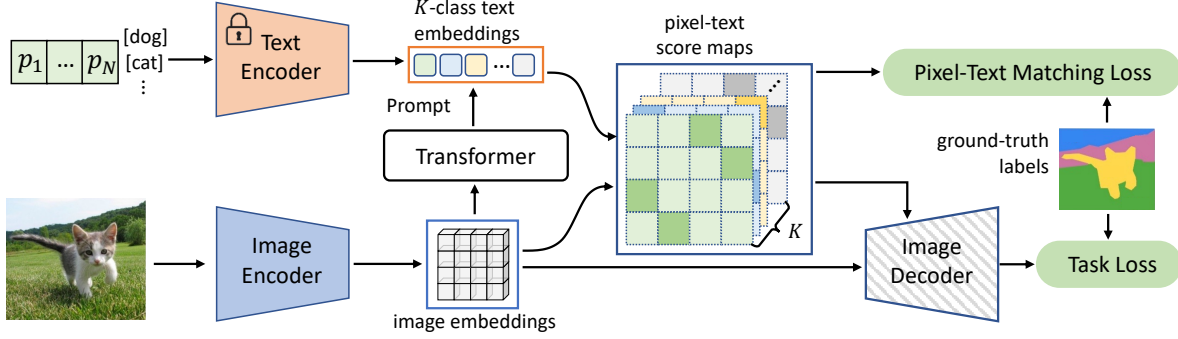 p₁ ... p_N
[dog]
[cat]
⋮
Text
Encoder
K-class text
embeddings
...
Prompt
Transformer
pixel-text
score maps
K
Pixel-Text Matching Loss
ground-truth
labels
Image
Encoder
image embeddings
Image
Decoder
Task Loss